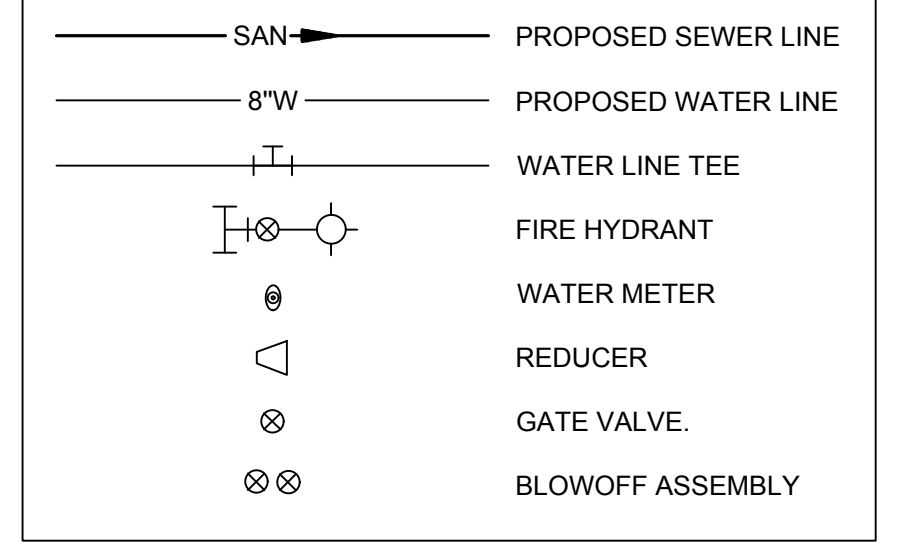 SAN PROPOSED SEWER LINE
8"W PROPOSED WATER LINE
WATER LINE TEE
FIRE HYDRANT
WATER METER
REDUCER
GATE VALVE.
BLOWOFF ASSEMBLY